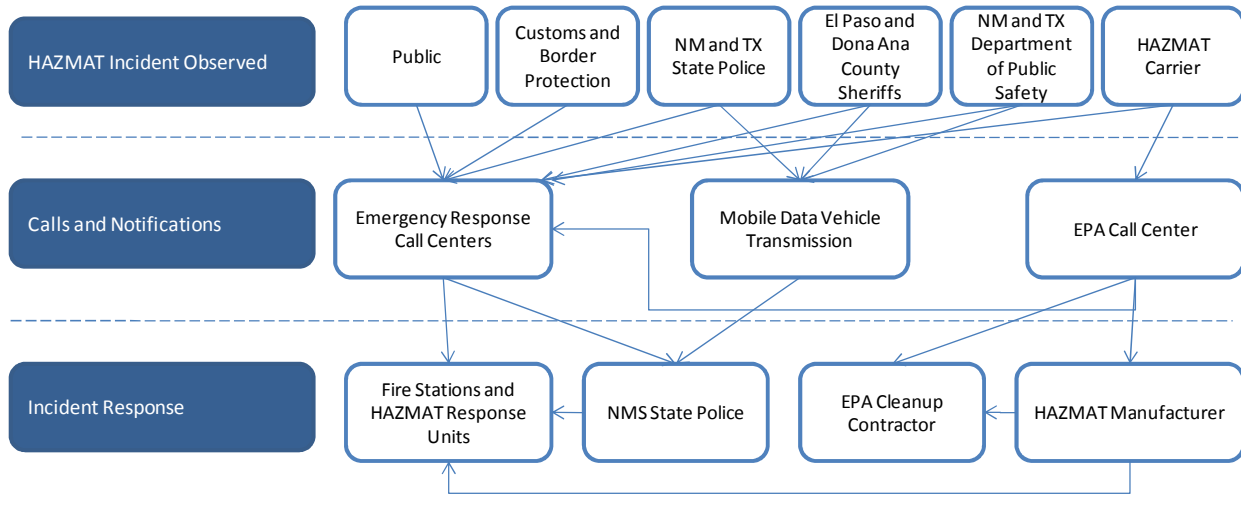 HAZMAT Incident Observed
Public
Customs and
Border
Protection
NM and TX
State Police
El Paso and
Dona Ana
County
Sheriffs
NM and TX
Department
of Public
Safety
HAZMAT
Carrier
Calls and Notifications
Emergency Response
Call Centers
Mobile Data Vehicle
Transmission
EPA Call Center
Incident Response
Fire Stations and
HAZMAT Response
Units
NMS State Police
EPA Cleanup
Contractor
HAZMAT Manufacturer